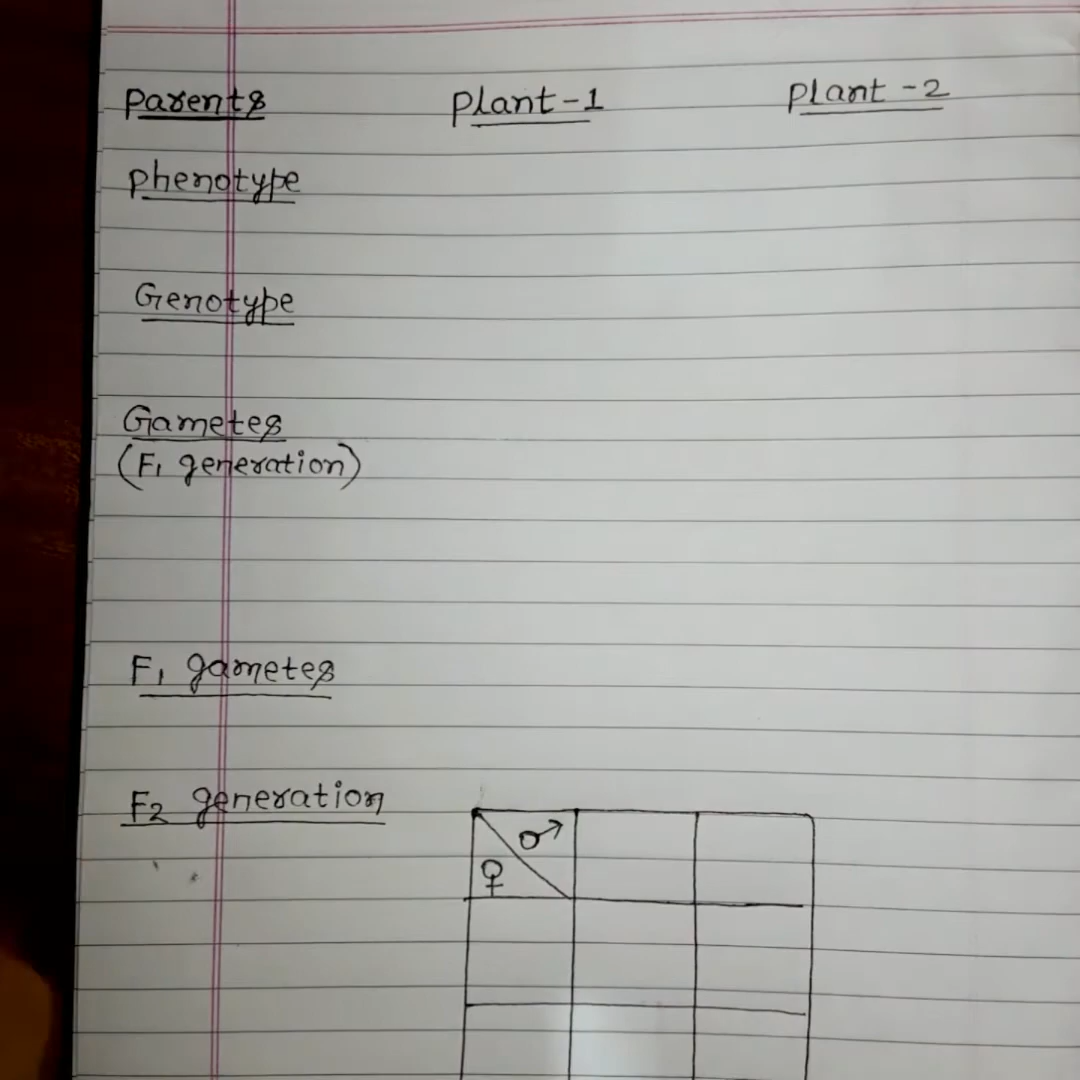 Parents Plant-1 Plant-2
Phenotype
Genotype
Gametes
(F₁ generation)
F₁ gametes
F₂ generation
♂
♀